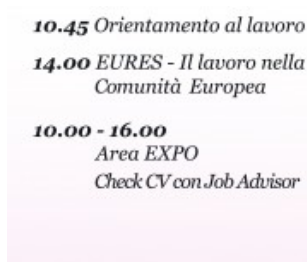 10.45 Orientamento al lavoro
14.00 EURES - Il lavoro nella
Comunità Europea
10.00 - 16.00
Area EXPO
Check CV con Job Advisor